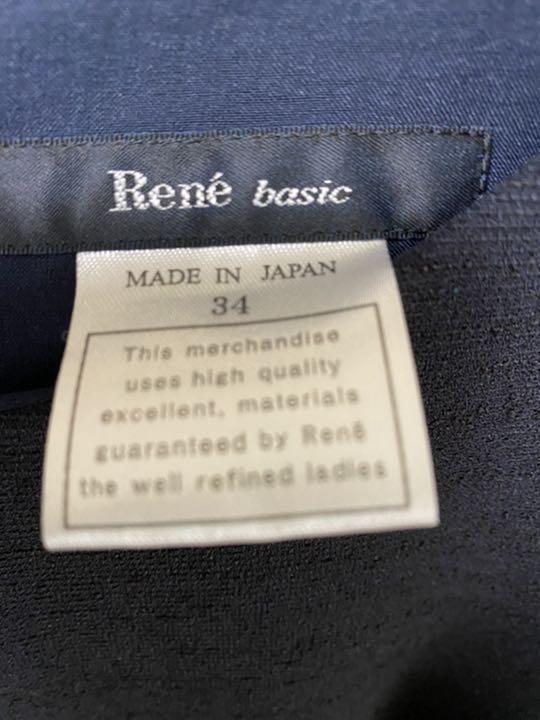 René basic
MADE IN JAPAN
34
This merchandise
uses high quality
excellent, materials
guaranteed by René
the well refined ladies